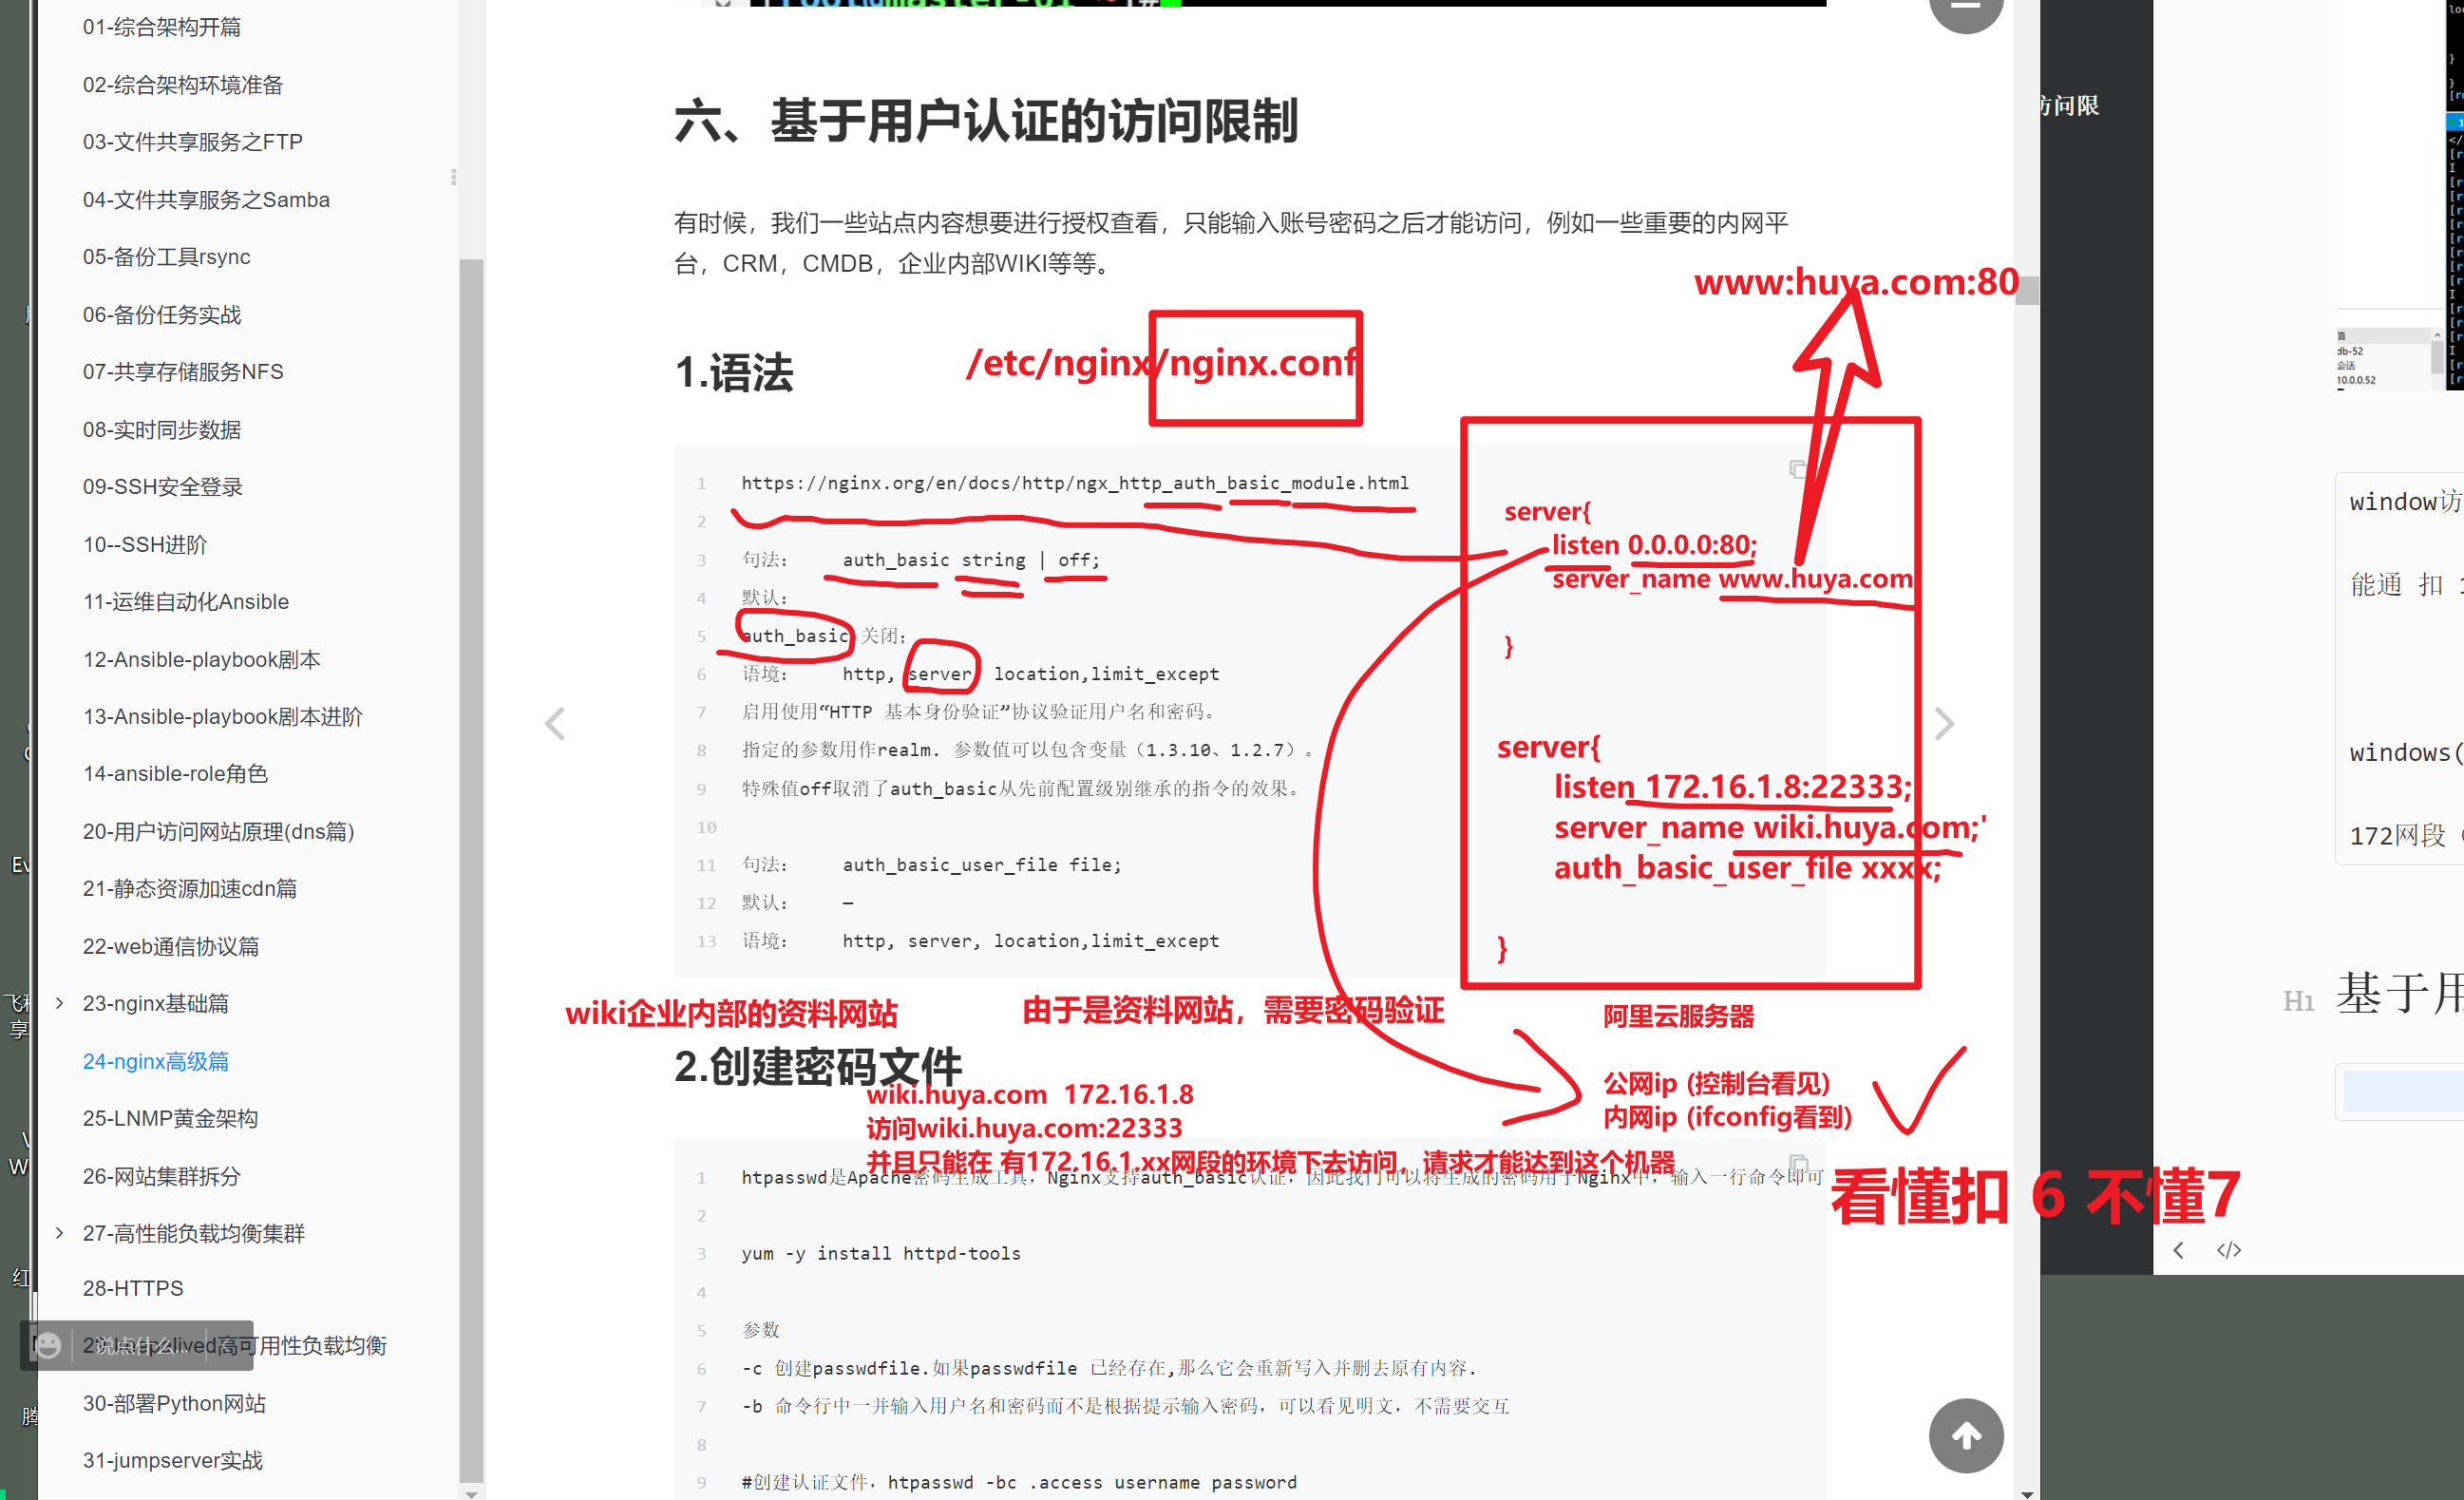 01-综合架构开篇
02-综合架构环境准备
03-文件共享服务之FTP
04-文件共享服务之Samba
05-备份工具rsync
06-备份任务实战
07-共享存储服务NFS
08-实时同步数据
09-SSH安全登录
10--SSH进阶
11-运维自动化Ansible
12-Ansible-playbook剧本
13-Ansible-playbook剧本进阶
14-ansible-role角色
20-用户访问网站原理(dns篇)
21-静态资源加速cdn篇
22-web通信协议篇
23-nginx基础篇
24-nginx高级篇
25-LNMP黄金架构
26-网站集群拆分
27-高性能负载均衡集群
28-HTTPS
说点什么...
高可用性负载均衡
30-部署Python网站
31-jumpserver实战
六、基于用户认证的访问限制
有时候，我们一些站点内容想要进行授权查看，只能输入账号密码之后才能访问，例如一些重要的内网平
台，CRM，CMDB，企业内部WIKI等等。
www:huya.com:80
1.语法
/etc/nginx/nginx.conf
1 https://nginx.org/en/docs/http/ngx_http_auth_basic_module.html
2
3 句法： auth_basic string | off;
4 默认：
5 auth_basic 关闭;
6 语境： http, server, location,limit_except
7 启用使用“HTTP 基本身份验证”协议验证用户名和密码。
8 指定的参数用作realm. 参数值可以包含变量（1.3.10、1.2.7）。
9 特殊值off取消了auth_basic从先前配置级别继承的指令的效果。
10
11 句法： auth_basic_user_file file;
12 默认： —
13 语境： http, server, location,limit_except
server{
listen 0.0.0.0:80;
server_name www.huya.com
}
server{
listen 172.16.1.8:22333;
server_name wiki.huya.com;'
auth_basic_user_file xxxx;
}
wiki企业内部的资料网站
由于是资料网站，需要密码验证
阿里云服务器
公网ip (控制台看见)
内网ip (ifconfig看到)
2.创建密码文件
wiki.huya.com 172.16.1.8
访问wiki.huya.com:22333
并且只能在 有172.16.1.xx网段的环境下去访问，请求才能达到这个机器
看懂扣 6 不懂7
1 htpasswd是Apache密码生成工具，Nginx支持auth_basic认证，因此我门可以将生成的密码用于Nginx中，输入一行命令即可
2
3 yum -y install httpd-tools
4
5 参数
6 -c 创建passwdfile.如果passwdfile 已经存在,那么它会重新写入并删去原有内容.
7 -b 命令行中一并输入用户名和密码而不是根据提示输入密码，可以看见明文，不需要交互
8
9 #创建认证文件，htpasswd -bc .access username password
访问限
值
db-52
会话
10.0.0.52
window访
能通 扣
windows(
172网段
H1 基于用
</>